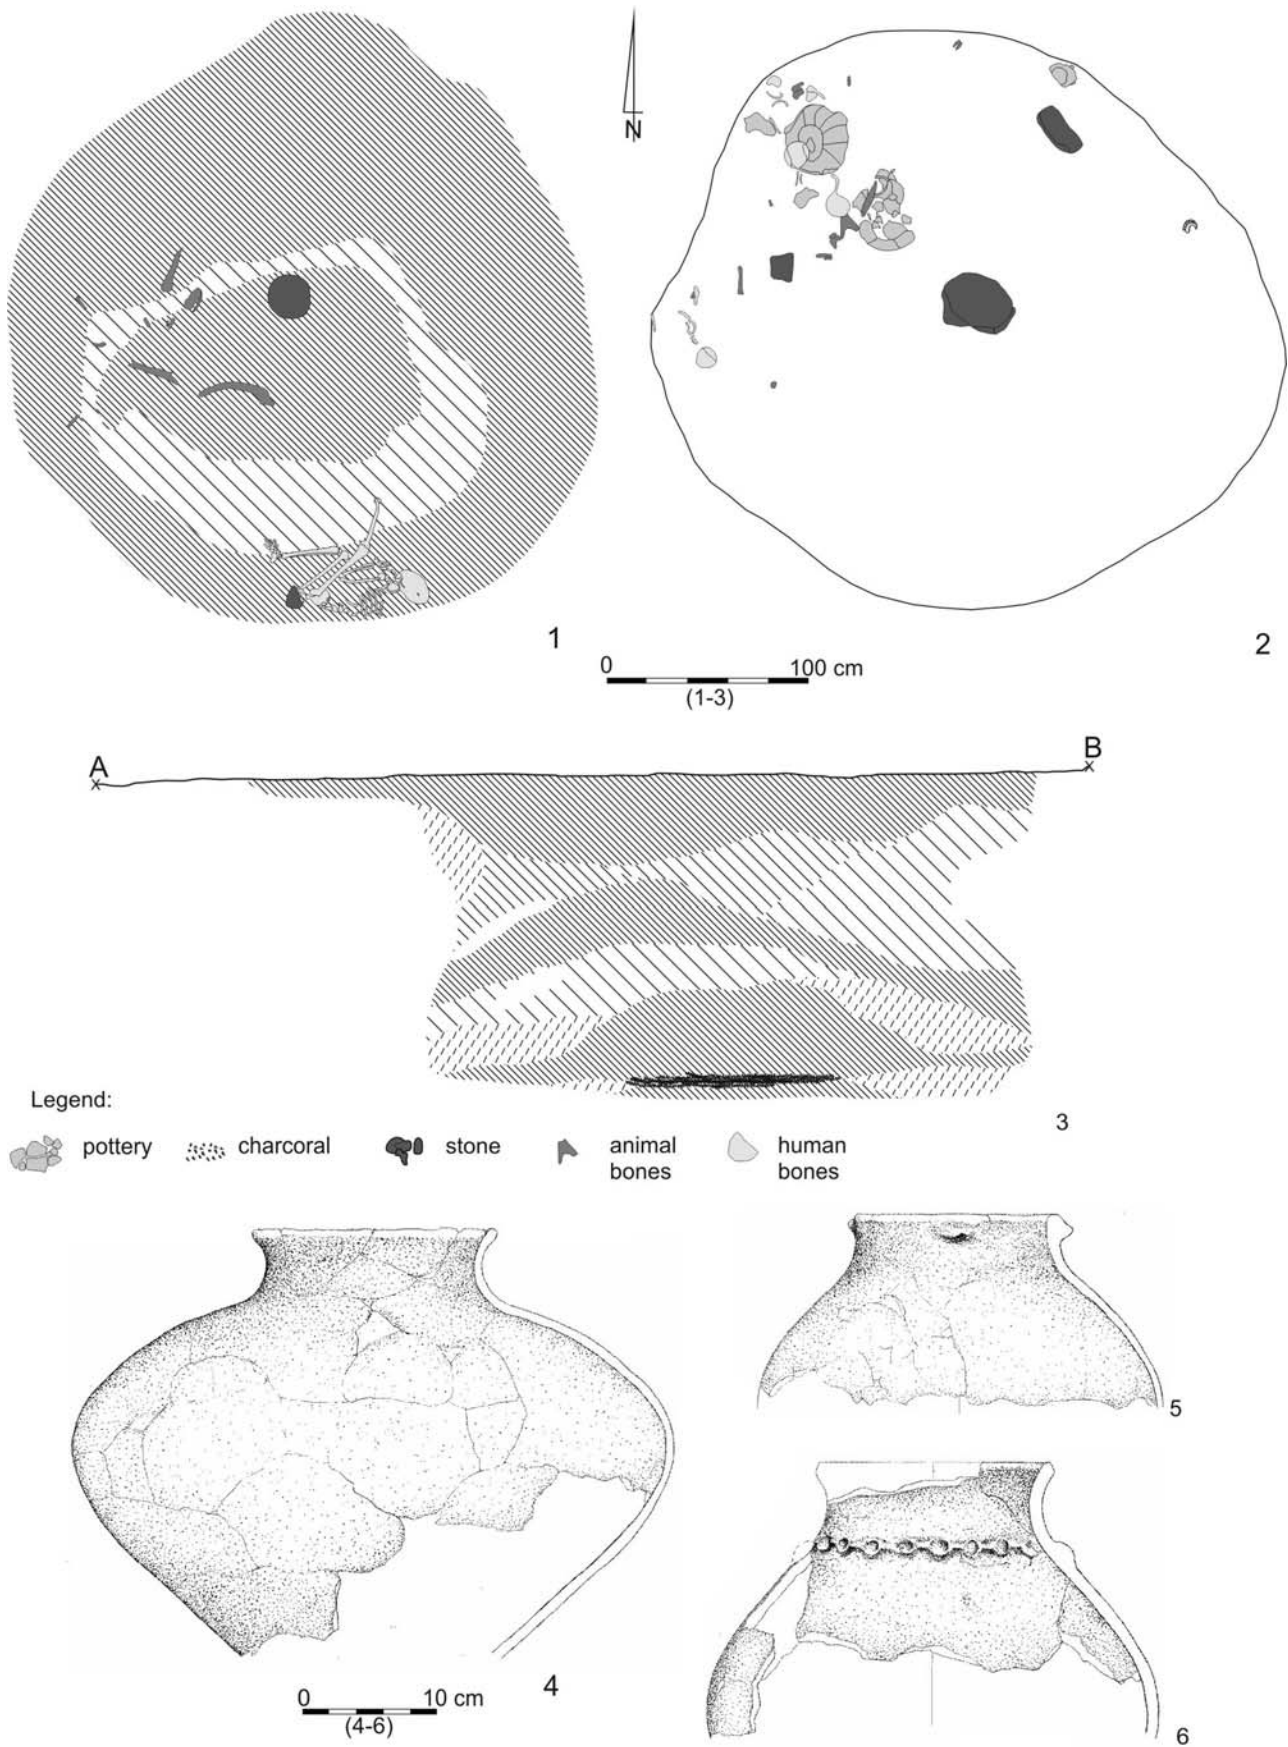 N
1
2
0 100 cm
(1-3)
A B
3
Legend:
pottery charcoral stone animal bones human bones
4
5
6
0 10 cm
(4-6)